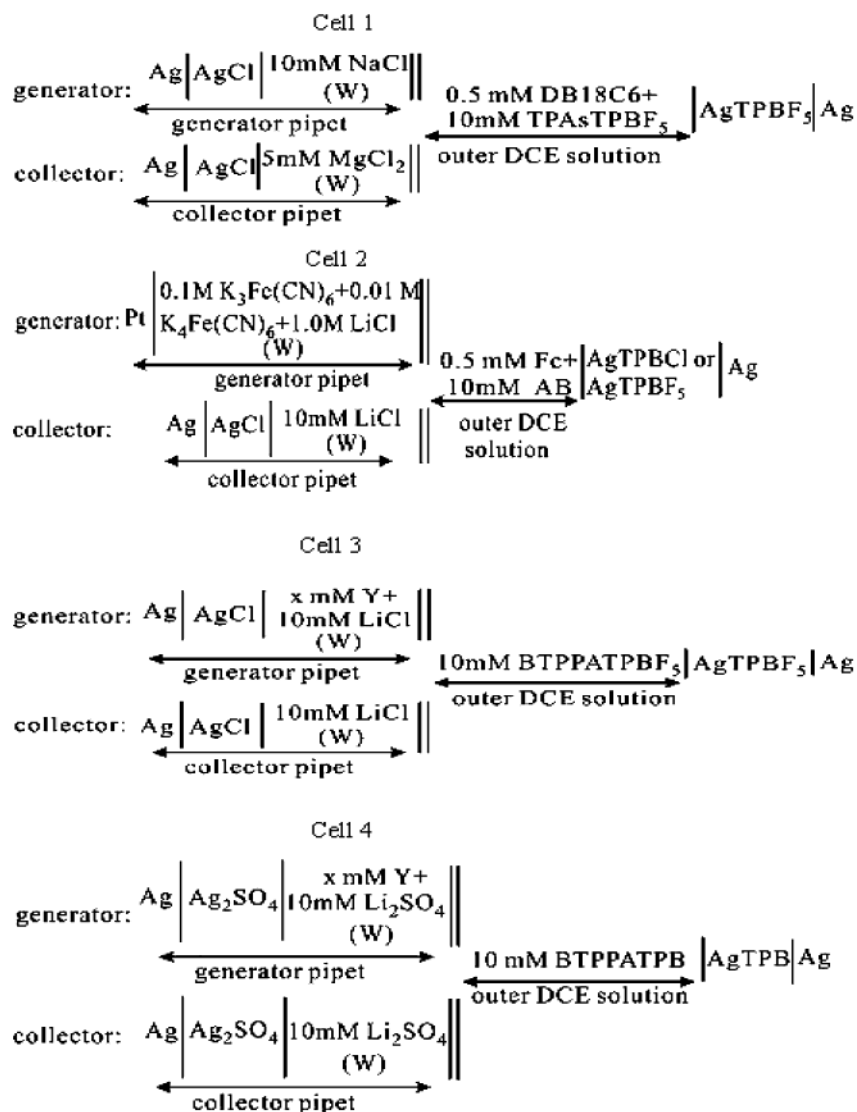 Cell 1
generator: Ag|AgCl|10mM NaCl||
(W)
generator pipet
0.5 mM DB18C6+
10mM TPAsTPBF₅ |AgTPBF₅|Ag
outer DCE solution
collector: Ag|AgCl|5mM MgCl₂||
(W)
collector pipet
Cell 2
generator: Pt|0.1M K₃Fc(CN)₆+0.01 M
K₄Fe(CN)₆+1.0M LiCl||
(W)
generator pipet
0.5 mM Fc+|AgTPBCl or|Ag
10mM AB|AgTPBF₅
outer DCE
solution
collector: Ag|AgCl|10mM LiCl||
(W)
collector pipet
Cell 3
generator: Ag|AgCl|x mM Y+
10mM LiCl||
(W)
generator pipet
10mM BTPPATPBF₅|AgTPBF₅|Ag
outer DCE solution
collector: Ag|AgCl|10mM LiCl||
(W)
collector pipet
Cell 4
generator: Ag|Ag₂SO₄|x mM Y+
10mM Li₂SO₄||
(W)
generator pipet
10 mM BTPPATPB |AgTPB|Ag
outer DCE solution
collector: Ag|Ag₂SO₄|10mM Li₂SO₄||
(W)
collector pipet